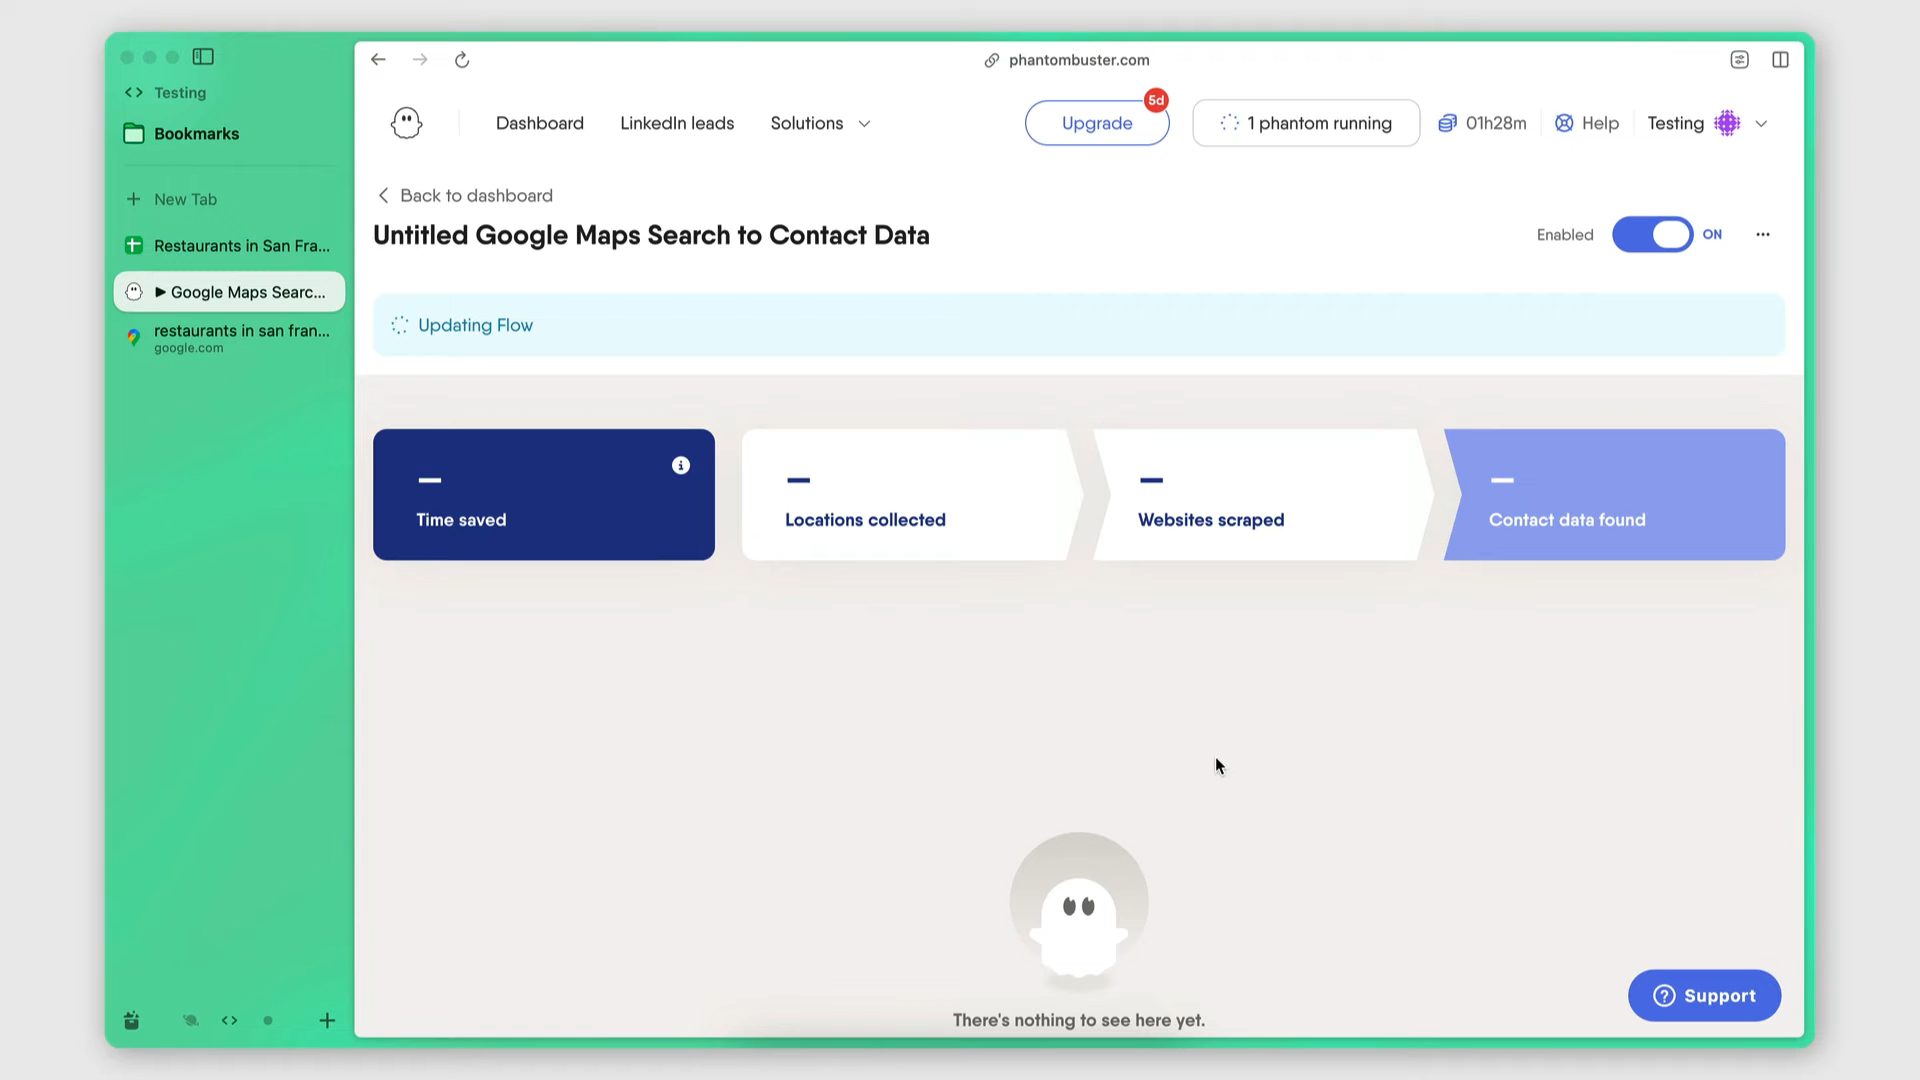 Testing
Bookmarks
New Tab
Restaurants in San Fra...
Google Maps Searc...
restaurants in san fran...
google.com
phantombuster.com
Dashboard
LinkedIn leads
Solutions
Upgrade
5d
1 phantom running
01h28m
Help
Testing
Back to dashboard
Untitled Google Maps Search to Contact Data
Enabled
ON
Updating Flow
Time saved
Locations collected
Websites scraped
Contact data found
There's nothing to see here yet.
Support